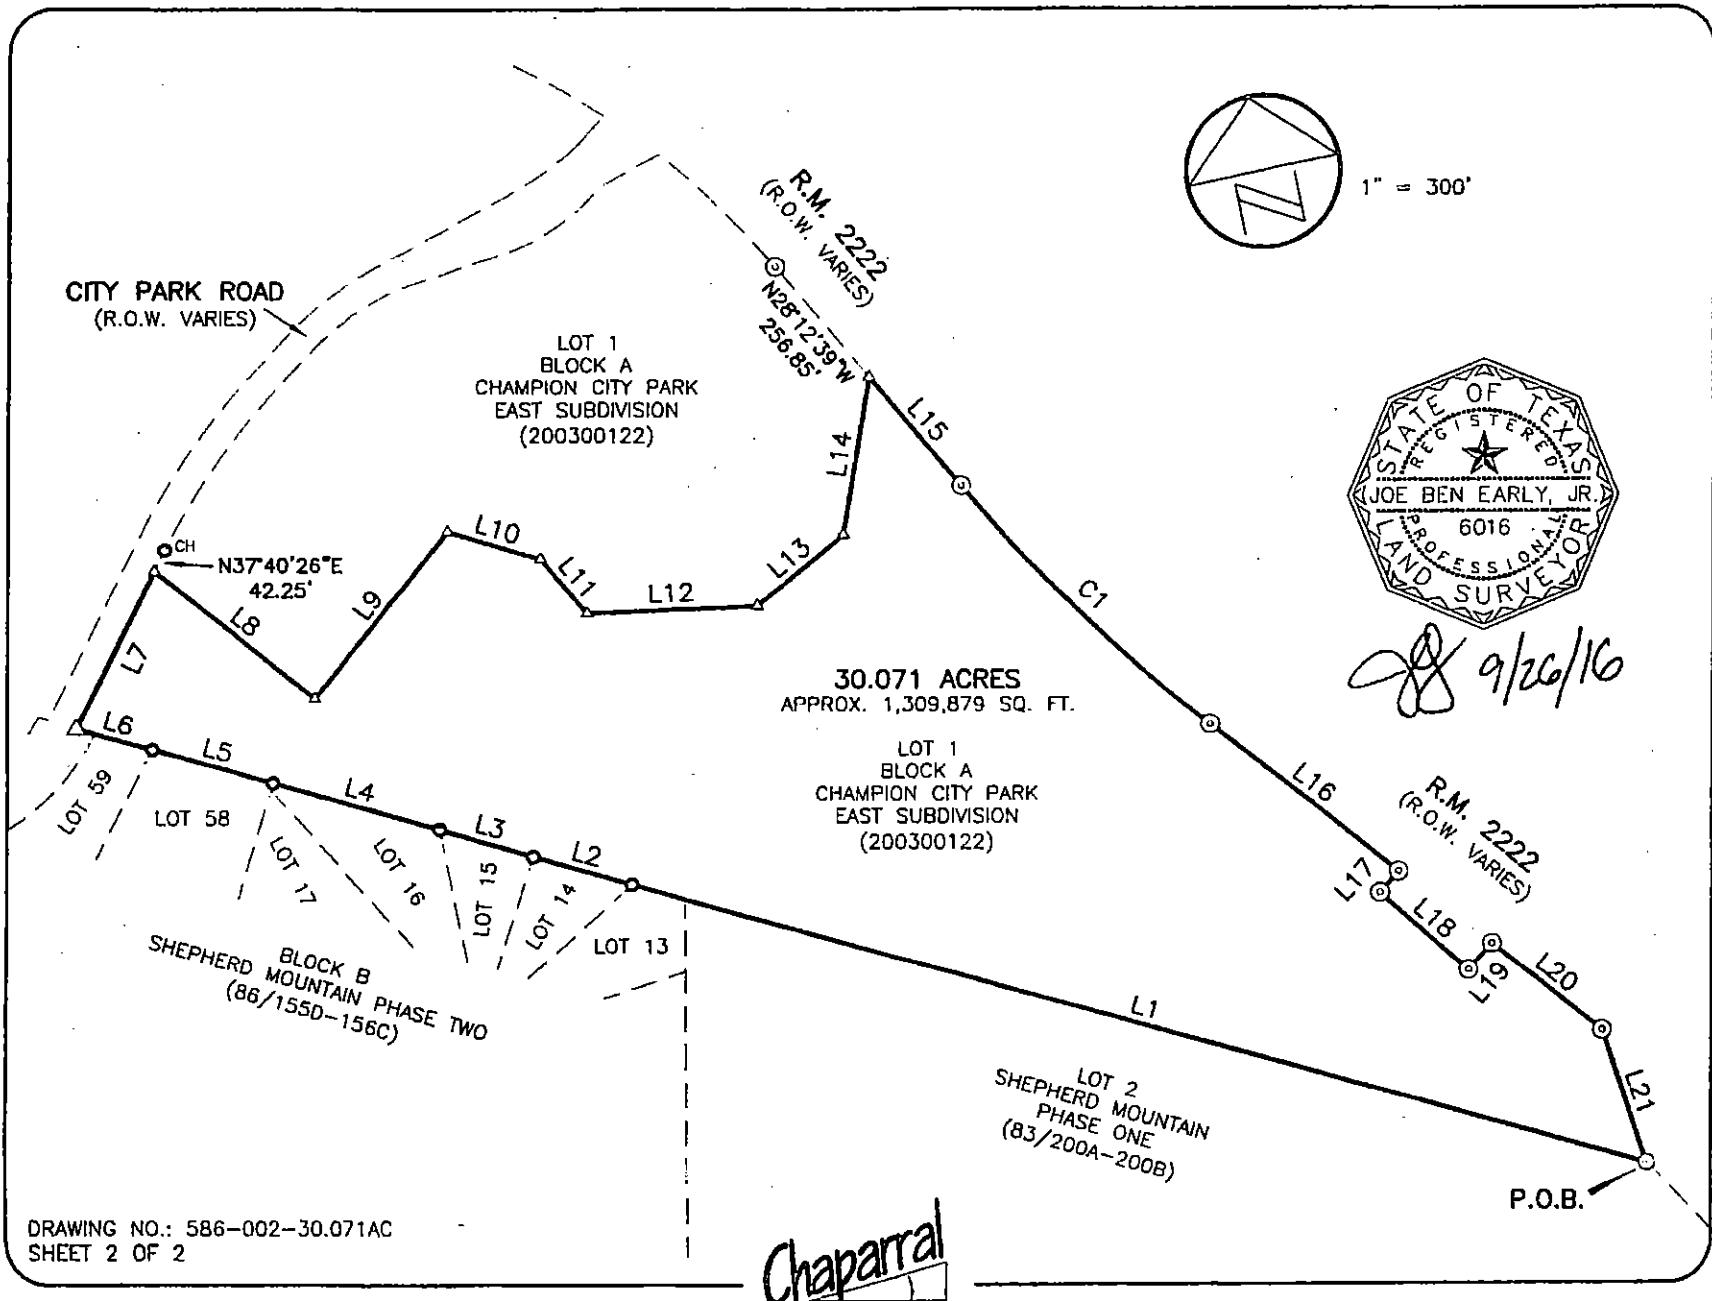 R.M. 2222
(R.O.W. VARIES)
1" = 300'
N
CITY PARK ROAD
(R.O.W. VARIES)
N28°12'39"W
256.85'
LOT 1
BLOCK A
CHAMPION CITY PARK
EAST SUBDIVISION
(200300122)
L15
L14
STATE OF TEXAS
REGISTERED
JOE BEN EARLY, JR.
6016
PROFESSIONAL
LAND SURVEYOR
9/26/16
CH
N37°40'26"E
42.25'
L10
L11
L12
L13
C1
L9
L8
L7
30.071 ACRES
APPROX. 1,309,879 SQ. FT.
LOT 1
BLOCK A
CHAMPION CITY PARK
EAST SUBDIVISION
(200300122)
L6
L5
L4
L3
L2
L16
R.M. 2222
(R.O.W. VARIES)
L17
L18
L19
L20
L21
LOT 59
LOT 58
LOT 17
LOT 16
LOT 15
LOT 14
LOT 13
BLOCK B
SHEPHERD MOUNTAIN PHASE TWO
(86/155D-156C)
L1
LOT 2
SHEPHERD MOUNTAIN
PHASE ONE
(83/200A-200B)
P.O.B.
DRAWING NO.: 586-002-30.071AC
SHEET 2 OF 2
Chaparral